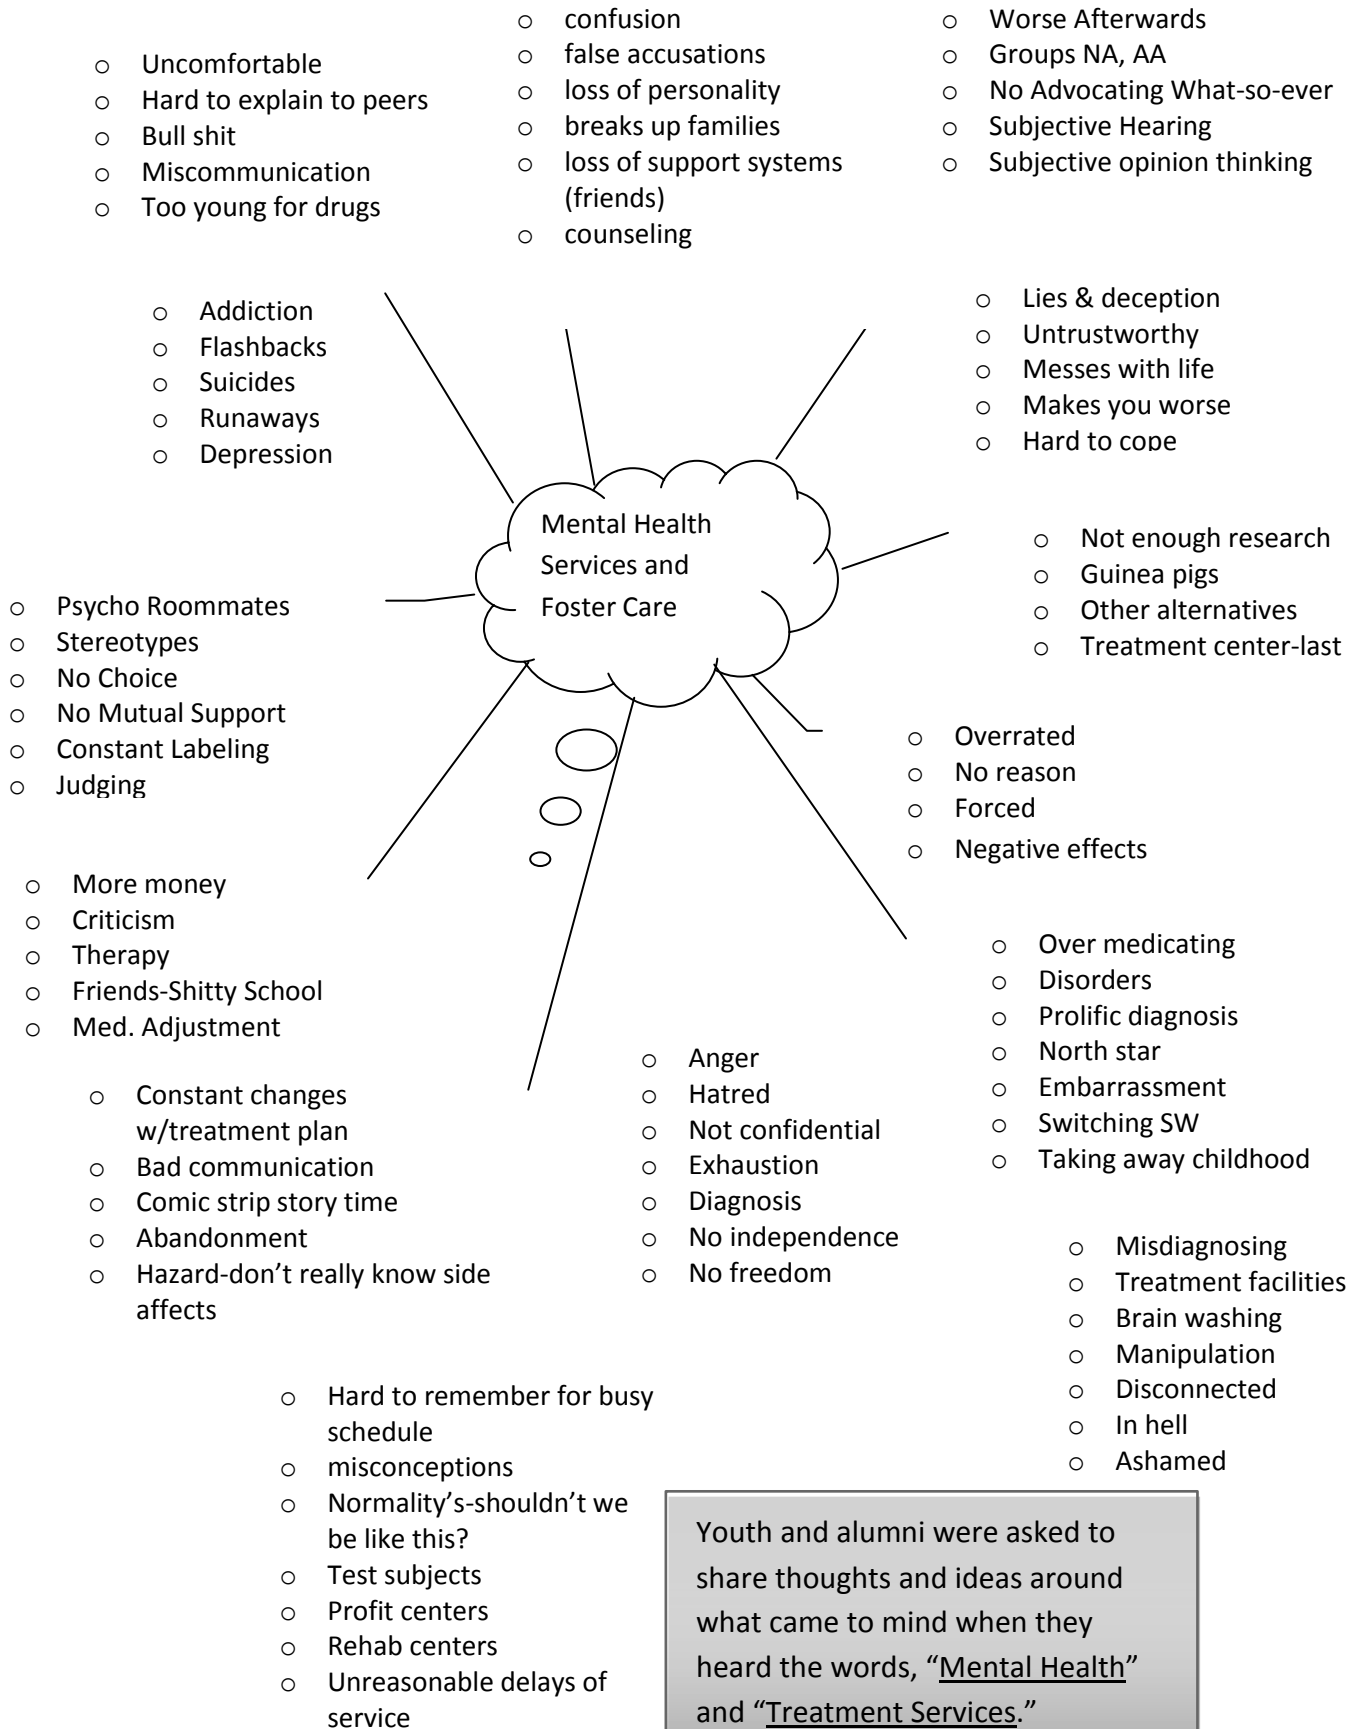 o Uncomfortable
o Hard to explain to peers
o Bull shit
o Miscommunication
o Too young for drugs
o confusion
o false accusations
o loss of personality
o breaks up families
o loss of support systems
(friends)
o counseling
o Worse Afterwards
o Groups NA, AA
o No Advocating What-so-ever
o Subjective Hearing
o Subjective opinion thinking
o Addiction
o Flashbacks
o Suicides
o Runaways
o Depression
o Lies & deception
o Untrustworthy
o Messes with life
o Makes you worse
o Hard to cope
Mental Health
Services and
Foster Care
o Not enough research
o Guinea pigs
o Other alternatives
o Treatment center-last
o Psycho Roommates
o Stereotypes
o No Choice
o No Mutual Support
o Constant Labeling
o Judging
o Overrated
o No reason
o Forced
o Negative effects
o More money
o Criticism
o Therapy
o Friends-Shitty School
o Med. Adjustment
o Over medicating
o Disorders
o Prolific diagnosis
o North star
o Embarrassment
o Switching SW
o Taking away childhood
o Constant changes
w/treatment plan
o Bad communication
o Comic strip story time
o Abandonment
o Hazard-don’t really know side
affects
o Anger
o Hatred
o Not confidential
o Exhaustion
o Diagnosis
o No independence
o No freedom
o Misdiagnosing
o Treatment facilities
o Brain washing
o Manipulation
o Disconnected
o In hell
o Ashamed
o Hard to remember for busy
schedule
o misconceptions
o Normality’s-shouldn’t we
be like this?
o Test subjects
o Profit centers
o Rehab centers
o Unreasonable delays of
service
Youth and alumni were asked to
share thoughts and ideas around
what came to mind when they
heard the words, “Mental Health”
and “Treatment Services.”